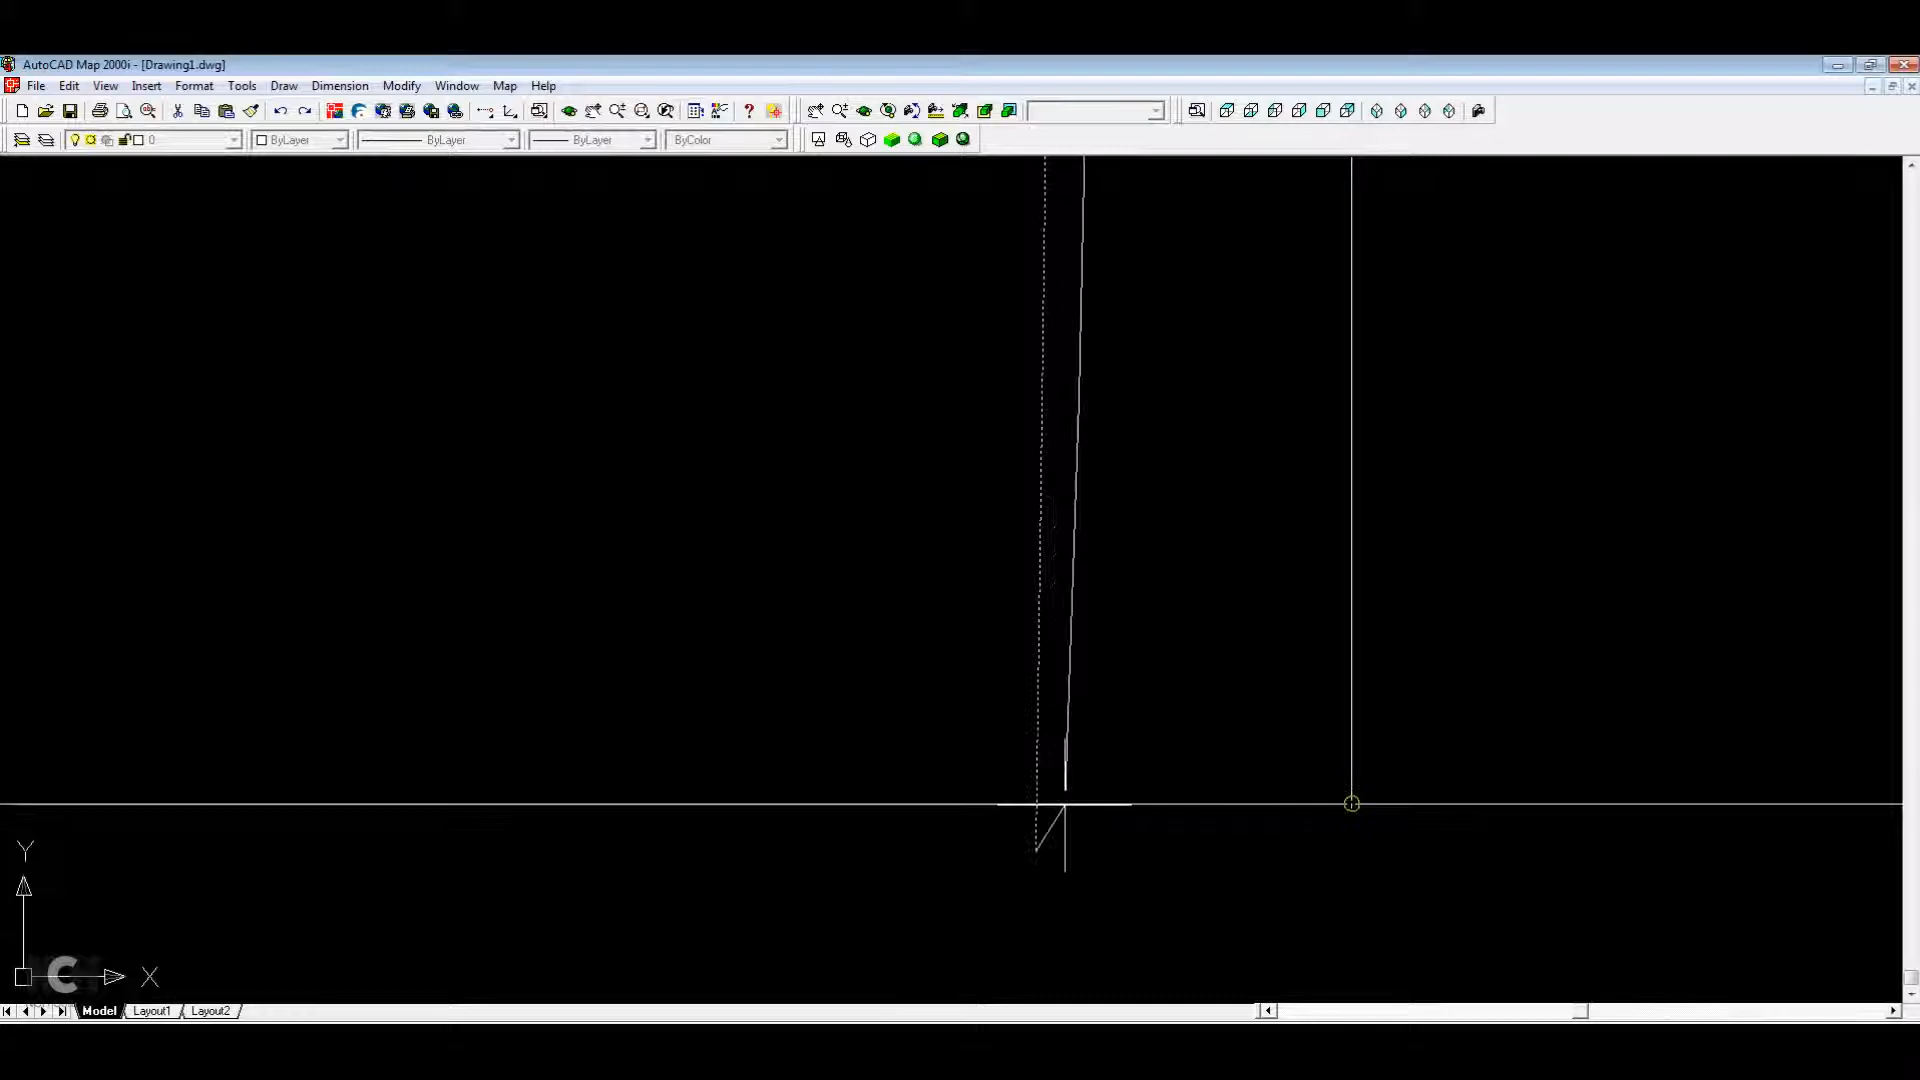 AutoCAD Map 2000i - [Drawing1.dwg]
File Edit View Insert Format Tools Draw Dimension Modify Window Map Help
0 ByLayer ByLayer ByLayer ByColor
Y
C X
Model Layout1 Layout2